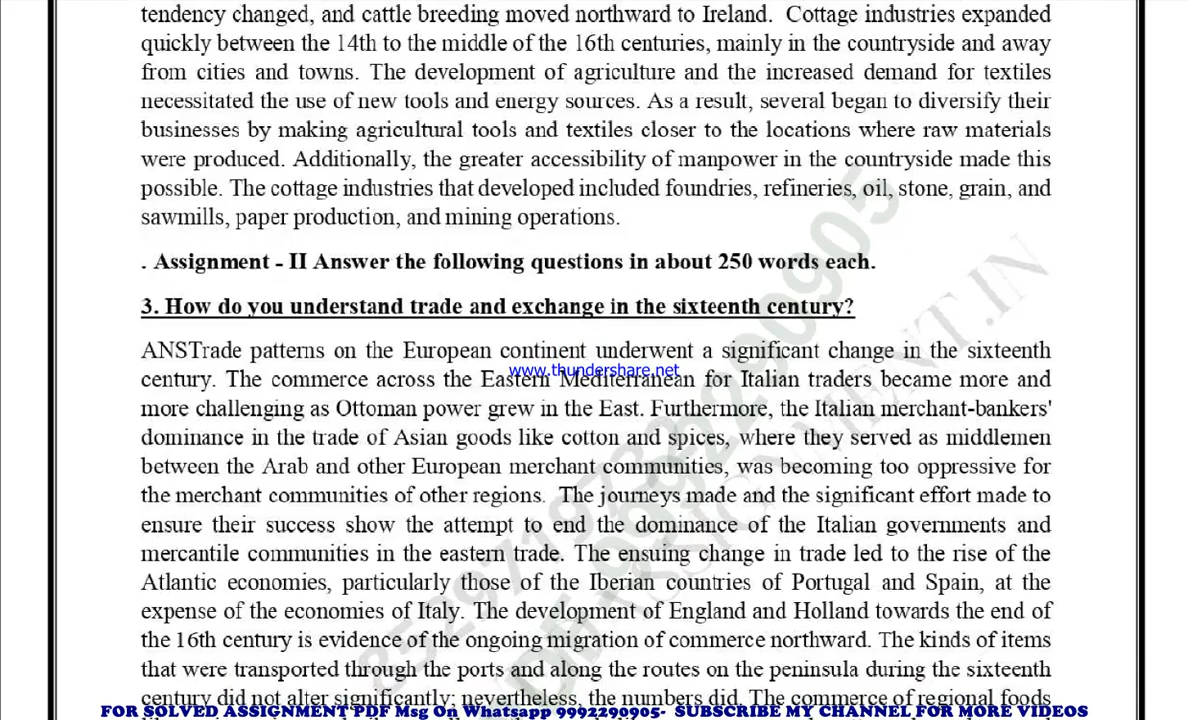 tendency changed, and cattle breeding moved northward to Ireland. Cottage industries expanded
quickly between the 14th to the middle of the 16th centuries, mainly in the countryside and away
from cities and towns. The development of agriculture and the increased demand for textiles
necessitated the use of new tools and energy sources. As a result, several began to diversify their
businesses by making agricultural tools and textiles closer to the locations where raw materials
were produced. Additionally, the greater accessibility of manpower in the countryside made this
possible. The cottage industries that developed included foundries, refineries, oil, stone, grain, and
sawmills, paper production, and mining operations.
. Assignment - II Answer the following questions in about 250 words each.
3. How do you understand trade and exchange in the sixteenth century?
ANSTrade patterns on the European continent underwent a significant change in the sixteenth
www.thundershare.net
century. The commerce across the Eastern Mediterranean for Italian traders became more and
more challenging as Ottoman power grew in the East. Furthermore, the Italian merchant-bankers'
dominance in the trade of Asian goods like cotton and spices, where they served as middlemen
between the Arab and other European merchant communities, was becoming too oppressive for
the merchant communities of other regions. The journeys made and the significant effort made to
ensure their success show the attempt to end the dominance of the Italian governments and
mercantile communities in the eastern trade. The ensuing change in trade led to the rise of the
Atlantic economies, particularly those of the Iberian countries of Portugal and Spain, at the
expense of the economies of Italy. The development of England and Holland towards the end of
the 16th century is evidence of the ongoing migration of commerce northward. The kinds of items
that were transported through the ports and along the routes on the peninsula during the sixteenth
century did not alter significantly; nevertheless, the numbers did. The commerce of regional foods
FOR SOLVED ASSIGNMENT PDF Msg On Whatsapp 9992290905- SUBSCRIBE MY CHANNEL FOR MORE VIDEOS